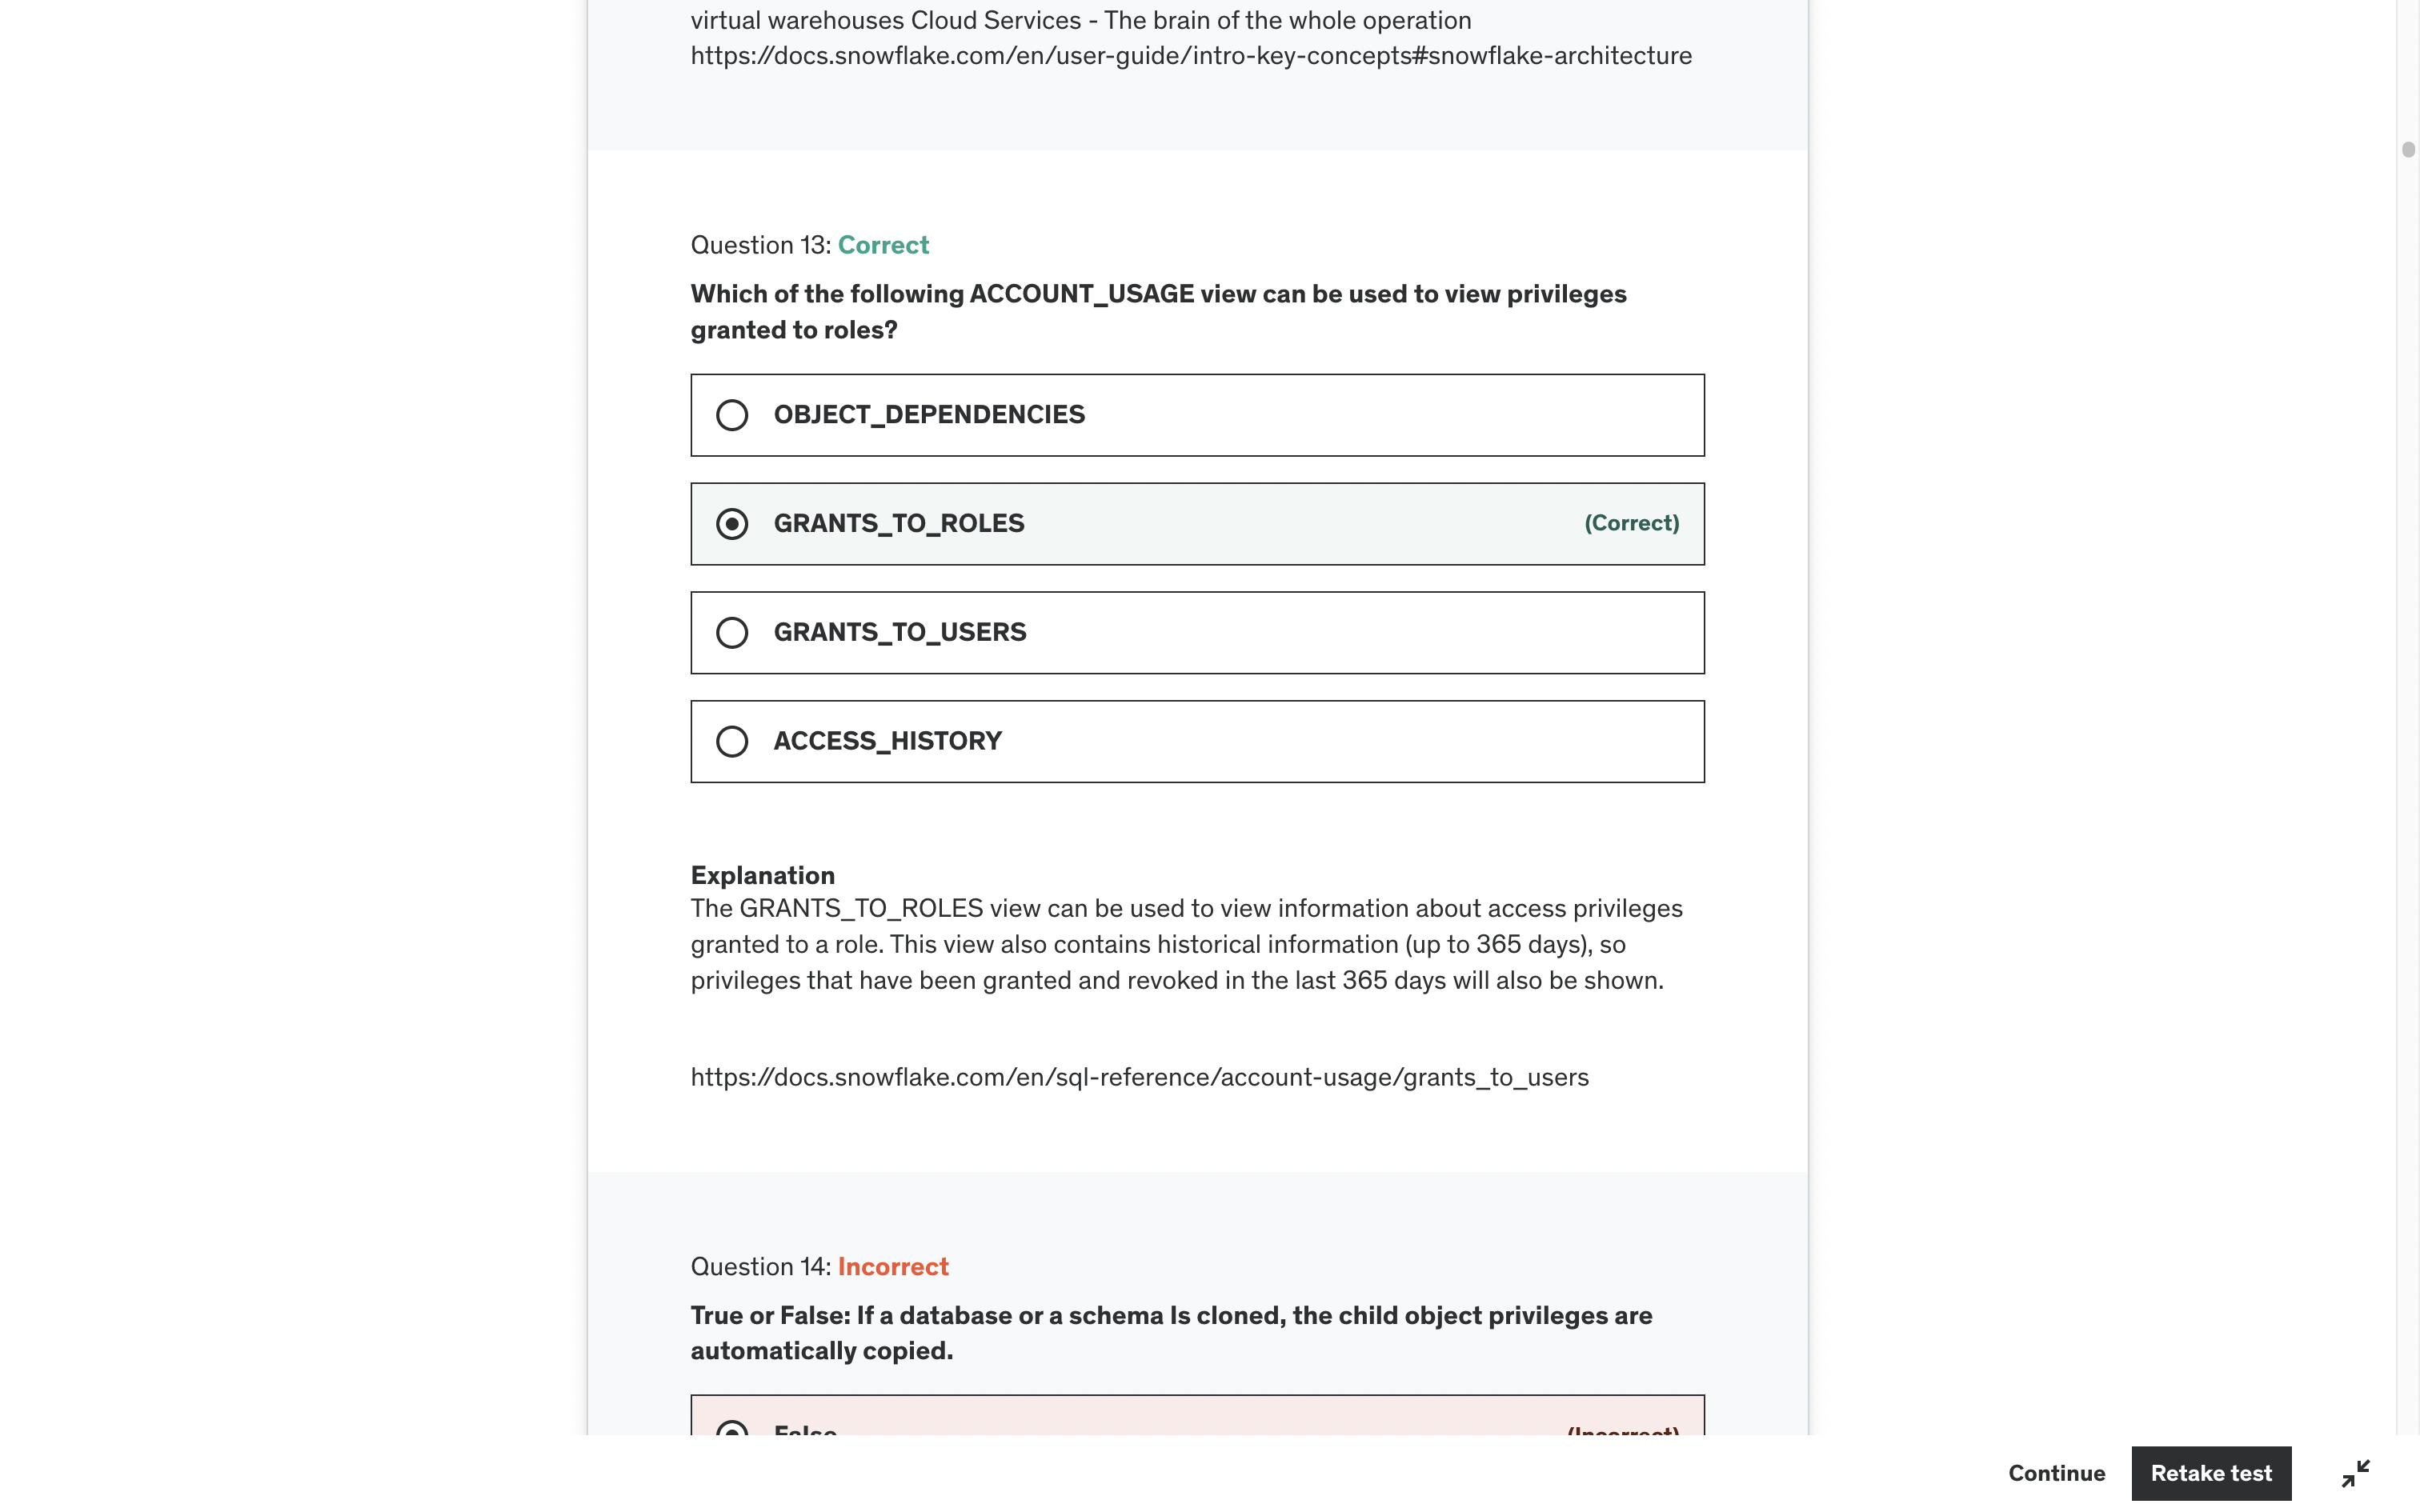 virtual warehouses Cloud Services - The brain of the whole operation
https://docs.snowflake.com/en/user-guide/intro-key-concepts#snowflake-architecture
Question 13: Correct
Which of the following ACCOUNT_USAGE view can be used to view privileges
granted to roles?
OBJECT_DEPENDENCIES
GRANTS_TO_ROLES (Correct)
GRANTS_TO_USERS
ACCESS_HISTORY
Explanation
The GRANTS_TO_ROLES view can be used to view information about access privileges
granted to a role. This view also contains historical information (up to 365 days), so
privileges that have been granted and revoked in the last 365 days will also be shown.
https://docs.snowflake.com/en/sql-reference/account-usage/grants_to_users
Question 14: Incorrect
True or False: If a database or a schema Is cloned, the child object privileges are
automatically copied.
False (Incorrect)
Continue Retake test